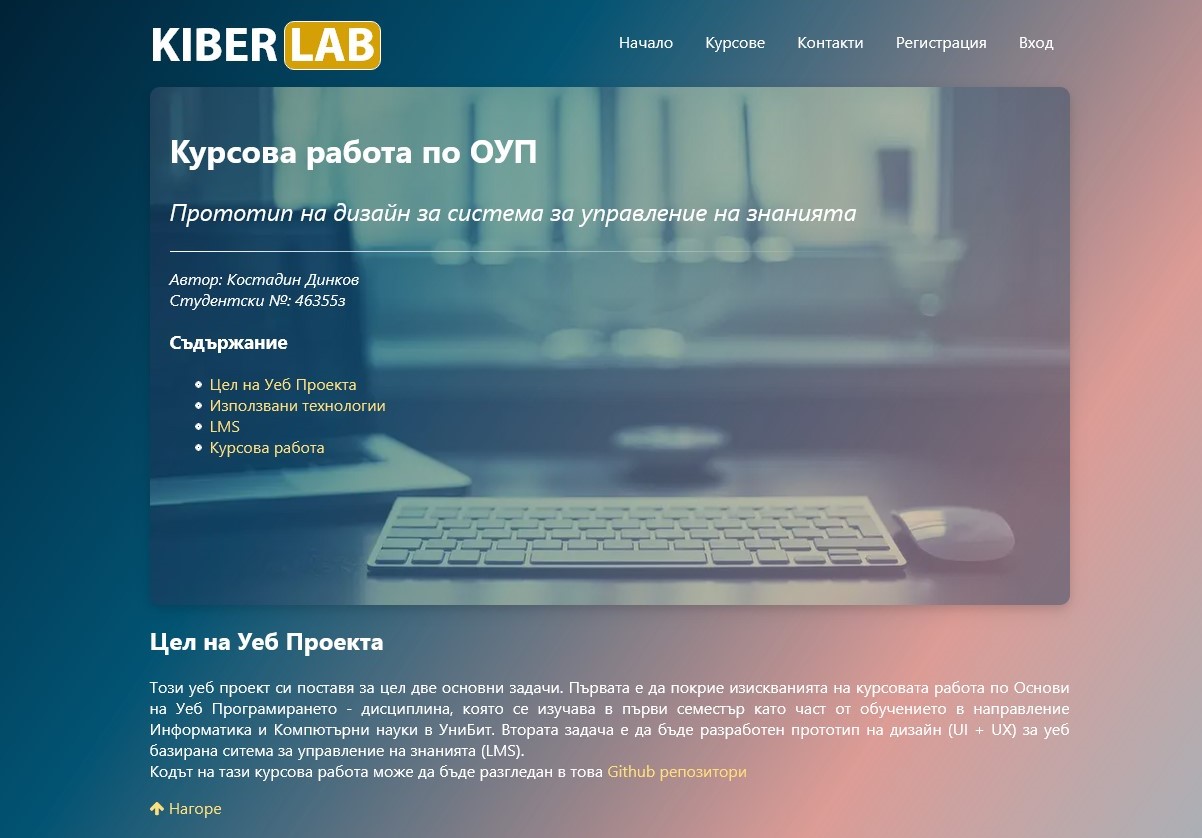 KIBER LAB
Начало Курсове Контакти Регистрация Вход
Курсова работа по ОУП
Прототип на дизайн за система за управление на знанията
Автор: Костадин Динков
Студентски №: 46355з
Съдържание
Цел на Уеб Проекта
Използвани технологии
LMS
Курсова работа
Цел на Уеб Проекта
Този уеб проект си поставя за цел две основни задачи. Първата е да покрие изискванията на курсовата работа по Основи
на Уеб Програмирането - дисциплина, която се изучава в първи семестър като част от обучението в направление
Информатика и Компютърни науки в УниБит. Втората задача е да бъде разработен прототип на дизайн (UI + UX) за уеб
базирана ситема за управление на знанията (LMS).
Кодът на тази курсова работа може да бъде разгледан в това Github репозитори
Нагоре